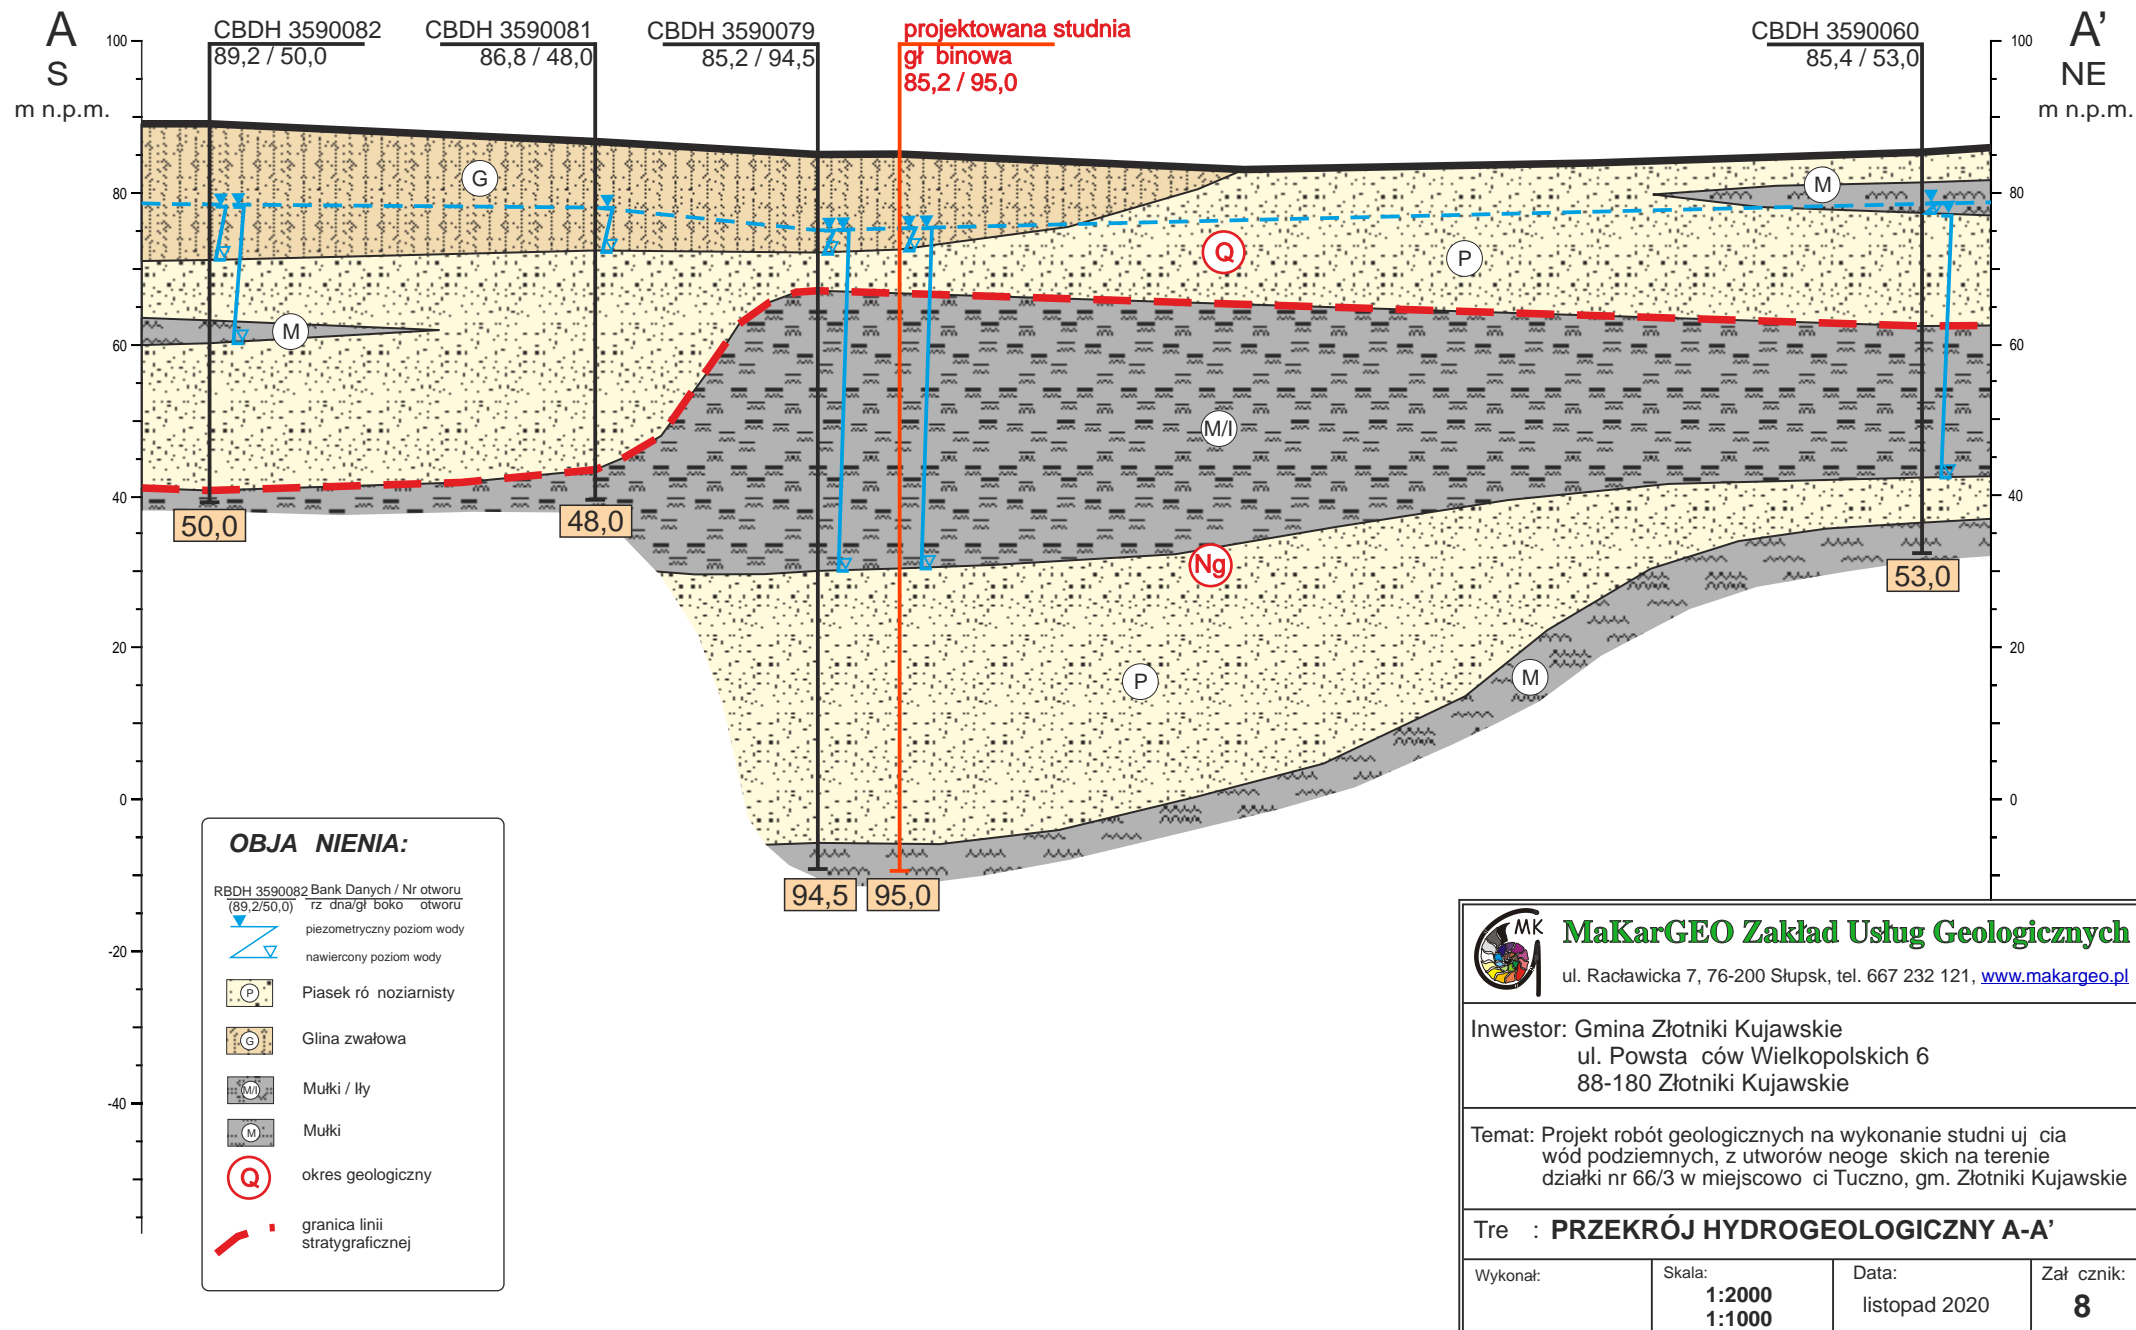 A
S
m n.p.m.
CBDH 3590082
89,2 / 50,0
CBDH 3590081
86,8 / 48,0
CBDH 3590079
85,2 / 94,5
projektowana studnia
gł binowa
85,2 / 95,0
CBDH 3590060
85,4 / 53,0
A'
NE
m n.p.m.
100
80
60
40
20
0
-20
-40
100
80
60
40
20
0
G
M
Q
P
M
M/I
Ng
P
M
50,0
48,0
94,5
95,0
53,0
OBJA NIENIA:
RBDH 3590082 Bank Danych / Nr otworu
(89,2/50,0) rz dna/gł boko otworu
piezometryczny poziom wody
nawiercony poziom wody
P Piasek ró noziarnisty
G Glina zwałowa
M/I Mułki / Iły
M Mułki
Q okres geologiczny
granica linii
stratygraficznej
MK
MaKarGEO Zakład Usług Geologicznych
ul. Racławicka 7, 76-200 Słupsk, tel. 667 232 121, www.makargeo.pl
Inwestor: Gmina Złotniki Kujawskie
ul. Powsta ców Wielkopolskich 6
88-180 Złotniki Kujawskie
Temat: Projekt robót geologicznych na wykonanie studni uj cia
wód podziemnych, z utworów neoge skich na terenie
działki nr 66/3 w miejscowo ci Tuczno, gm. Złotniki Kujawskie
Tre : PRZEKRÓJ HYDROGEOLOGICZNY A-A'
Wykonał:
Skala:
1:2000
1:1000
Data:
listopad 2020
Zał cznik:
8